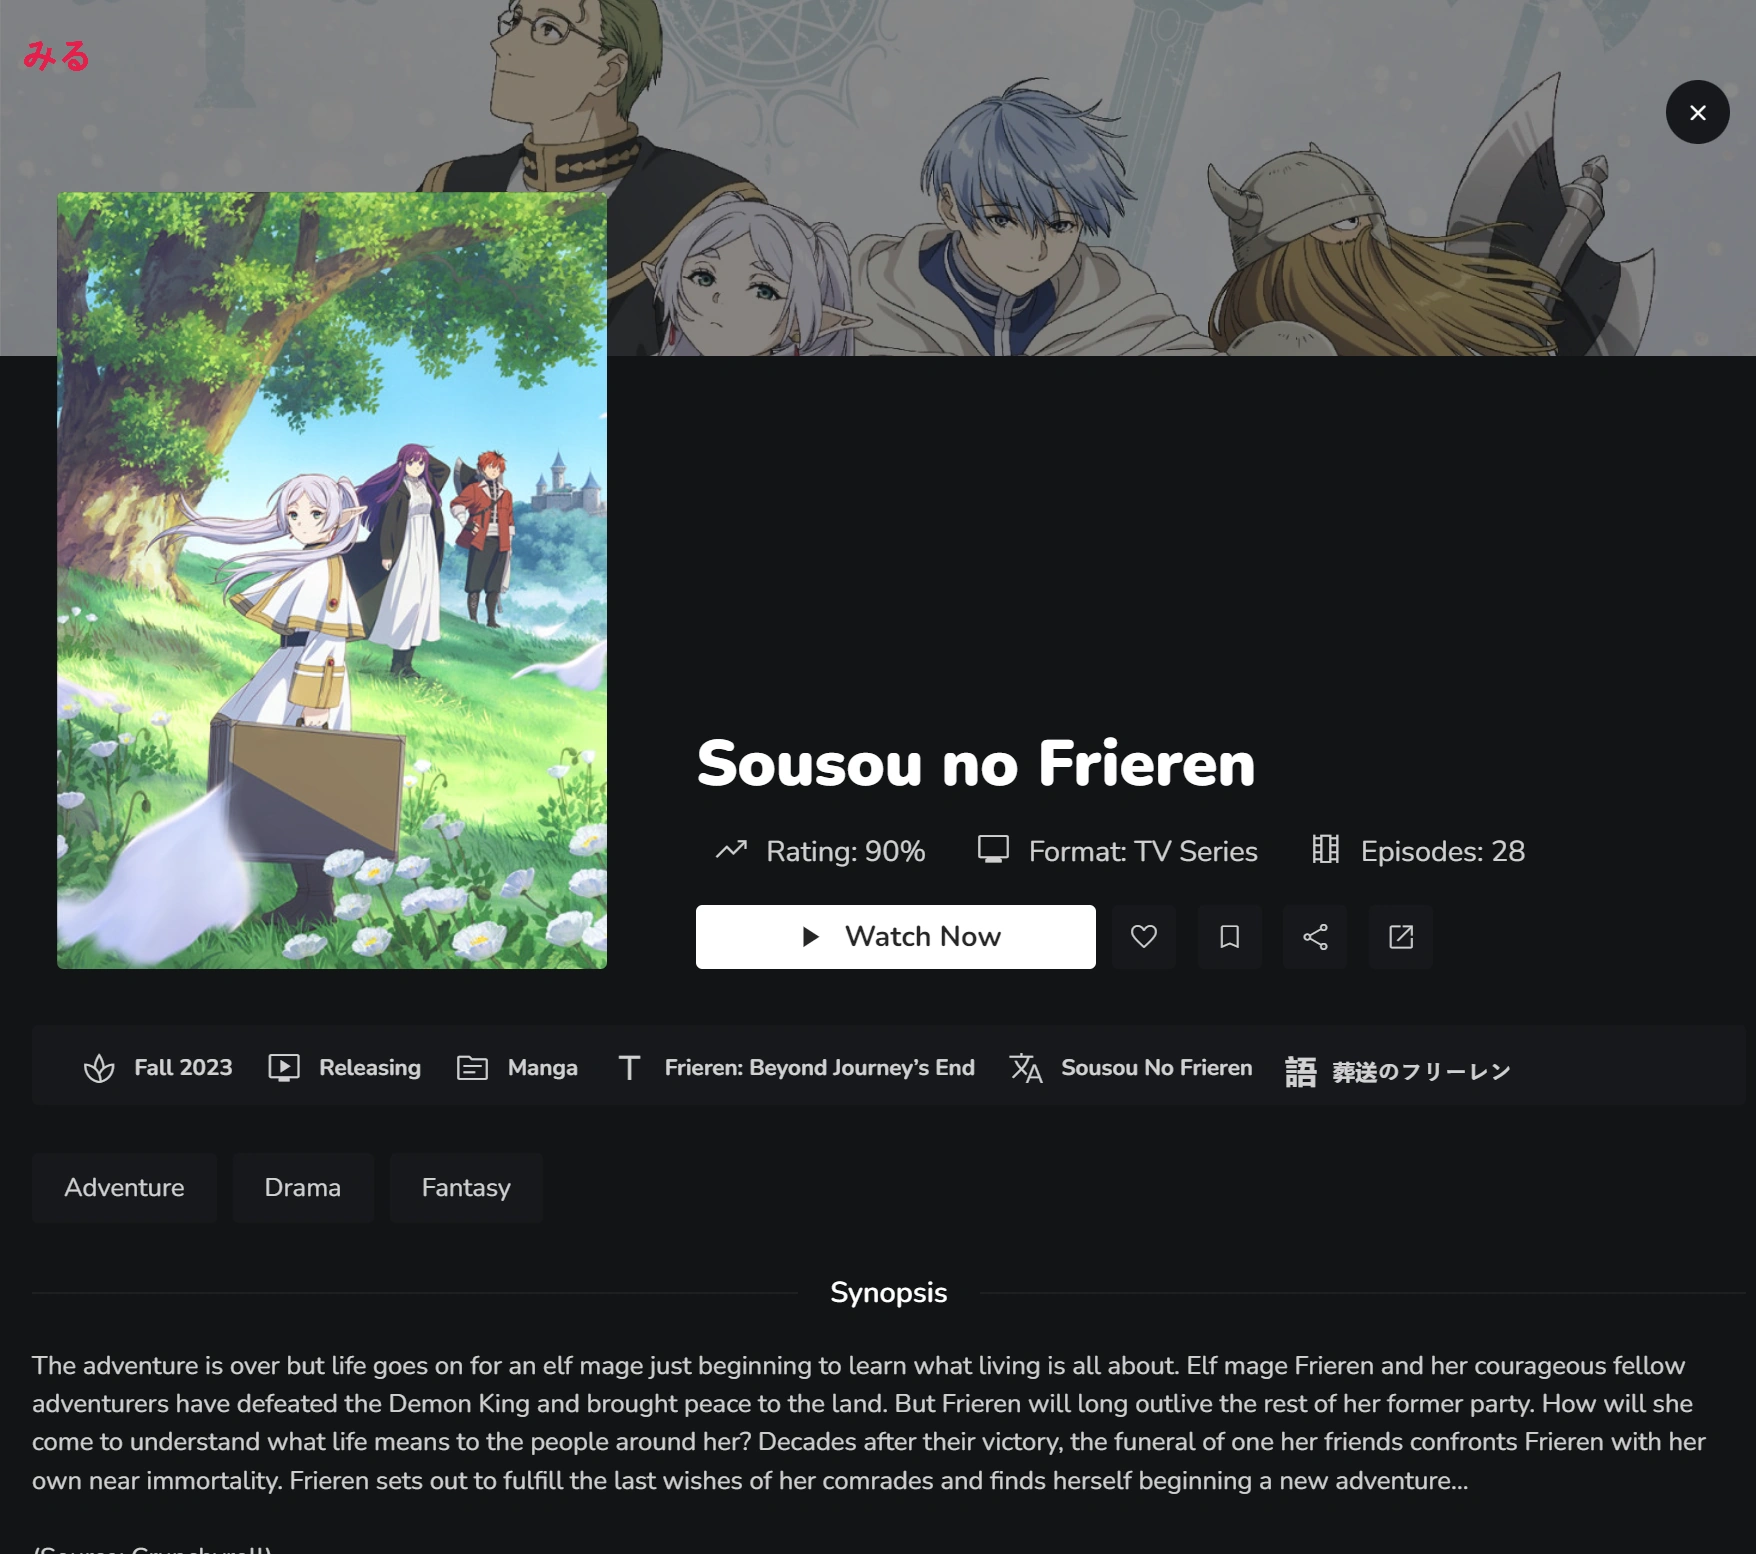 みる
Sousou no Frieren
Rating: 90%
Format: TV Series
Episodes: 28
Watch Now
Fall 2023
Releasing
Manga
Frieren: Beyond Journey’s End
Sousou No Frieren
語 葬送のフリーレン
Adventure
Drama
Fantasy
Synopsis
The adventure is over but life goes on for an elf mage just beginning to learn what living is all about. Elf mage Frieren and her courageous fellow
adventurers have defeated the Demon King and brought peace to the land. But Frieren will long outlive the rest of her former party. How will she
come to understand what life means to the people around her? Decades after their victory, the funeral of one her friends confronts Frieren with her
own near immortality. Frieren sets out to fulfill the last wishes of her comrades and finds herself beginning a new adventure...
(Source: Crunchyroll)